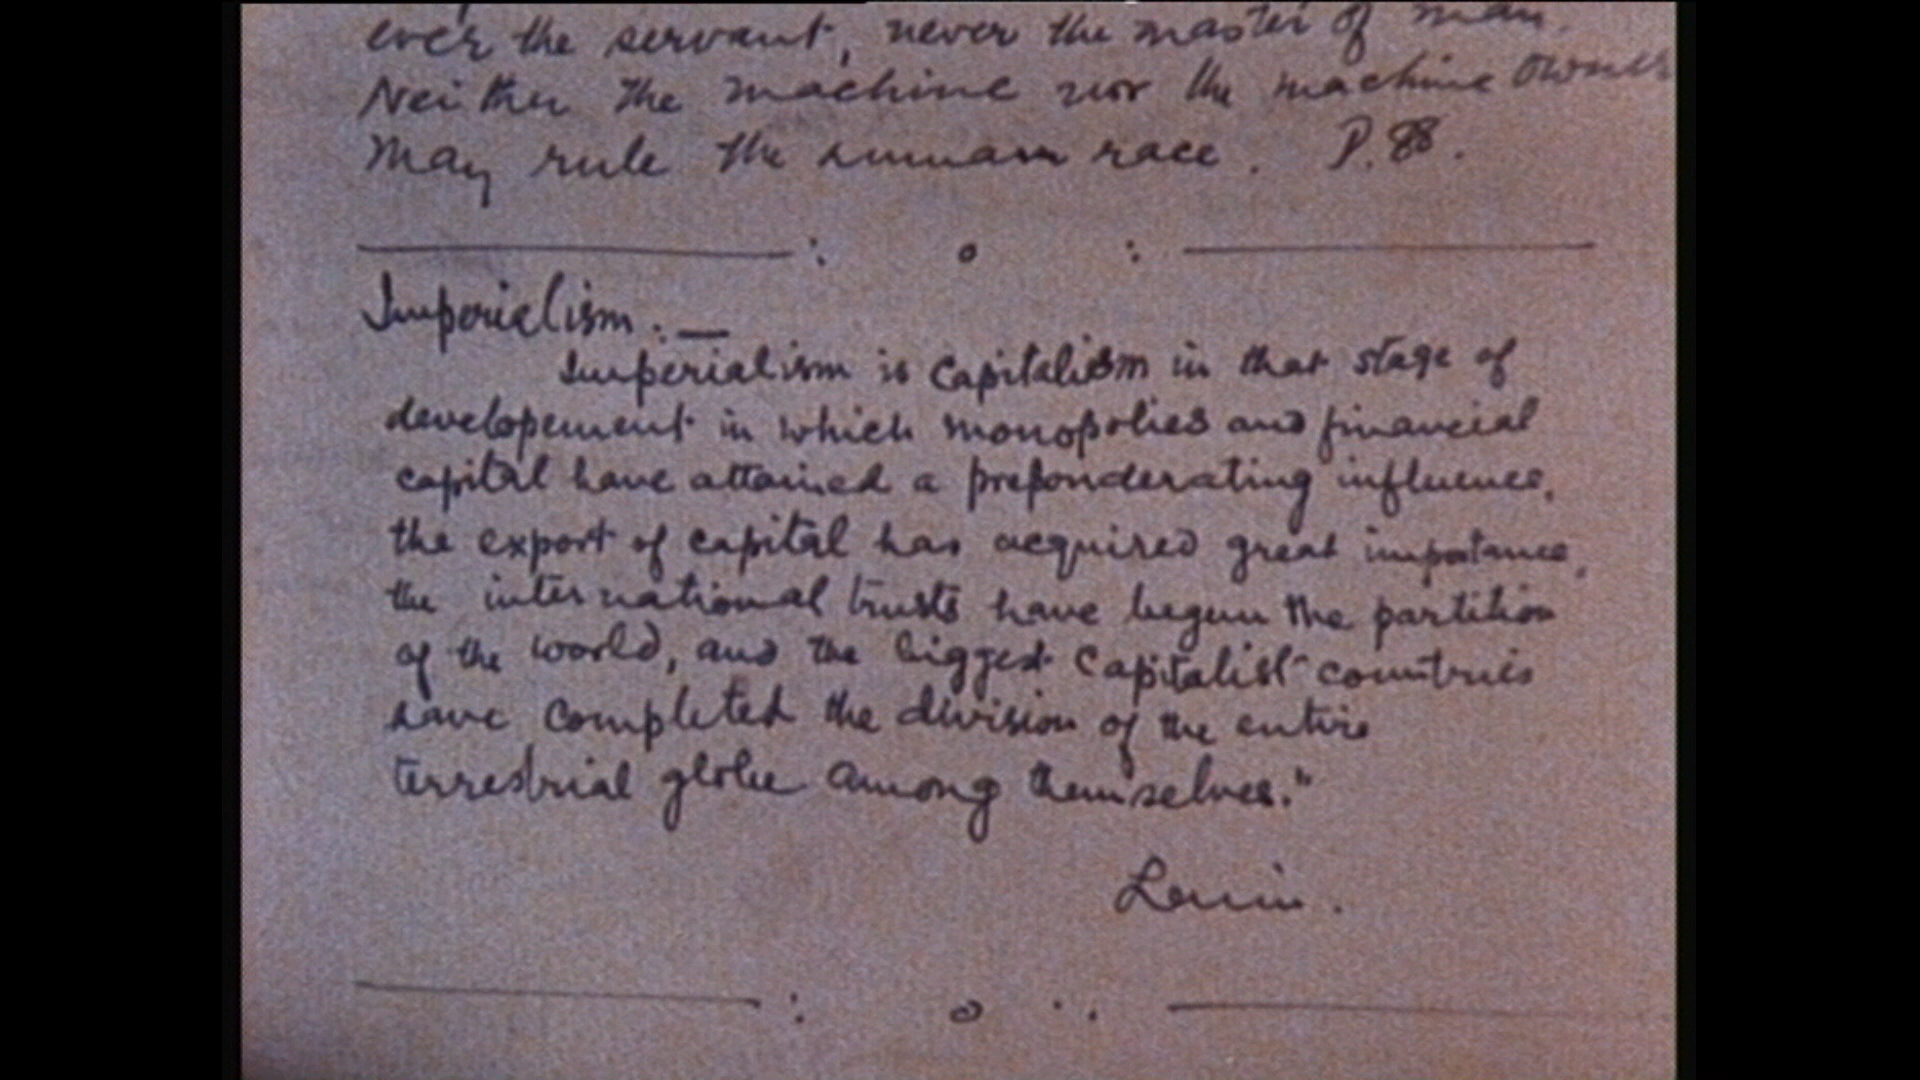 ever the servant, never the master of man.
Neither the machine nor the machine owner
may rule the human race. P. 88.
Imperialism :—
Imperialism is Capitalism in that stage of
developement in which monopolies and financial
capital have attained a preponderating influence,
the export of capital has acquired great importance,
the international trusts have begun the partition
of the world, and the biggest Capitalist countries
have completed the division of the entire
terrestrial globe among themselves."
Lenin.